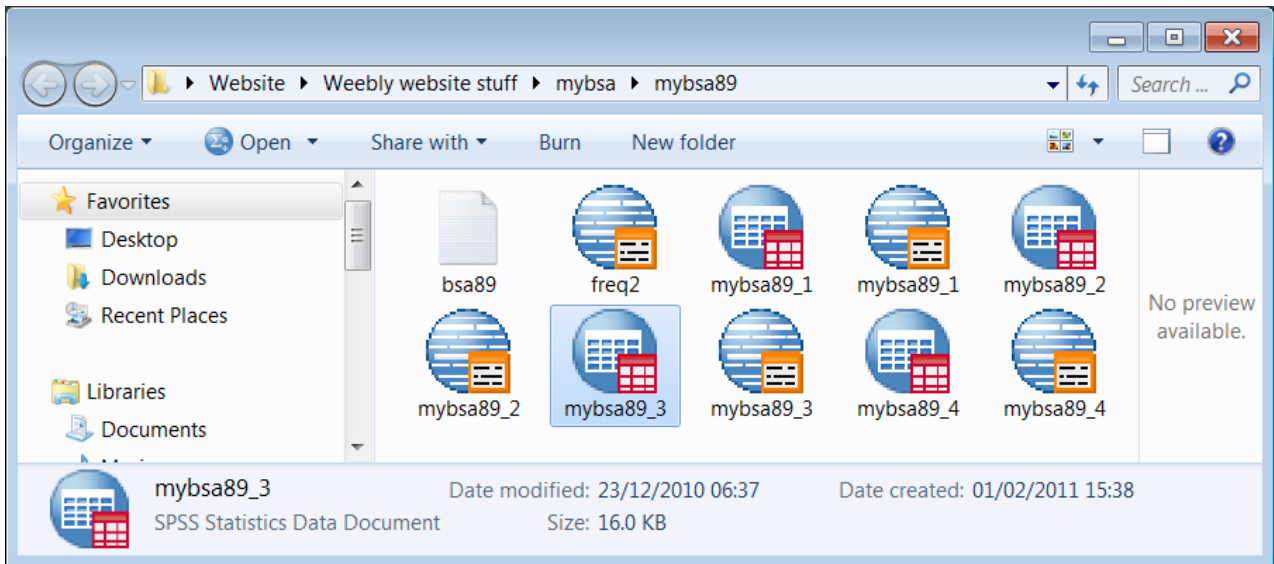 Website ▸ Weebly website stuff ▸ mybsa ▸ mybsa89
Search ...
Organize Open Share with Burn New folder
Favorites
Desktop
Downloads
Recent Places
Libraries
Documents
bsa89 freq2 mybsa89_1 mybsa89_1 mybsa89_2
mybsa89_2 mybsa89_3 mybsa89_3 mybsa89_4 mybsa89_4
No preview
available.
mybsa89_3 Date modified: 23/12/2010 06:37 Date created: 01/02/2011 15:38
SPSS Statistics Data Document Size: 16.0 KB